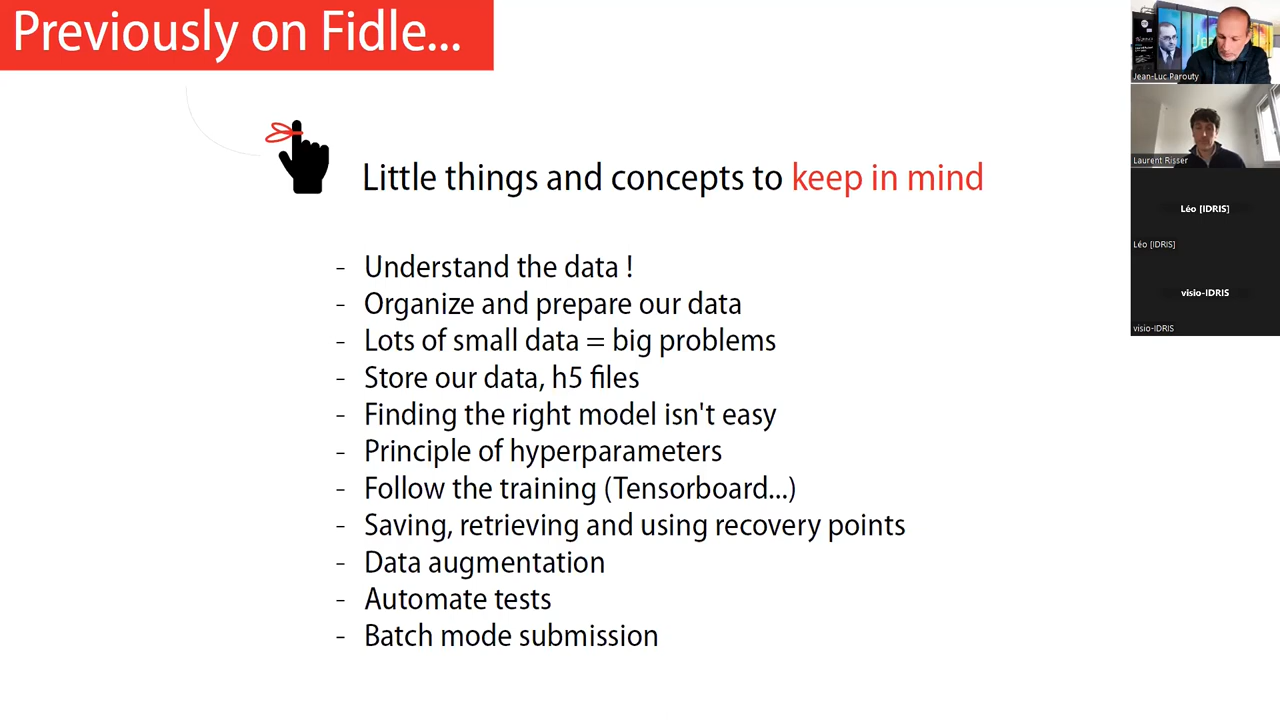 Previously on Fidle...
Little things and concepts to keep in mind
- Understand the data !
- Organize and prepare our data
- Lots of small data = big problems
- Store our data, h5 files
- Finding the right model isn't easy
- Principle of hyperparameters
- Follow the training (Tensorboard...)
- Saving, retrieving and using recovery points
- Data augmentation
- Automate tests
- Batch mode submission
Jean-Luc Parouty
Laurent Risser
Léo [IDRIS]
Léo [IDRIS]
visio-IDRIS
visio-IDRIS